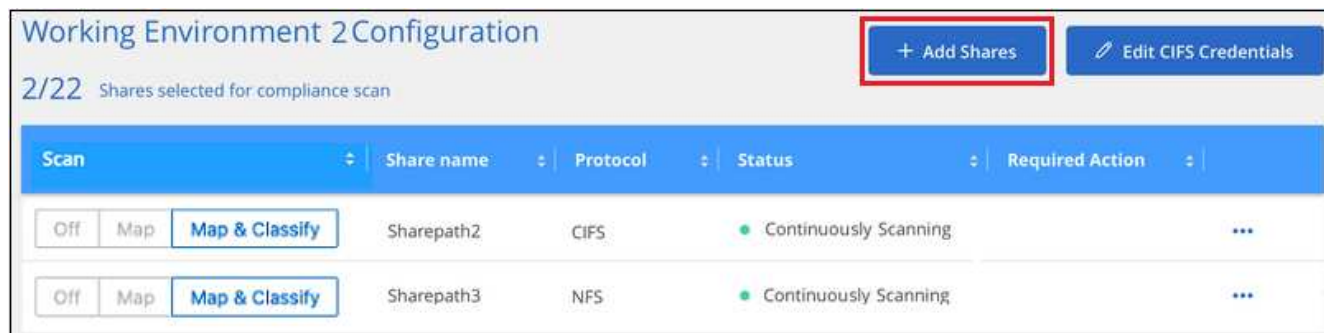 Working Environment 2 Configuration
+ Add Shares
Edit CIFS Credentials
2/22 Shares selected for compliance scan
Scan Share name Protocol Status Required Action
Off Map Map & Classify Sharepath2 CIFS Continuously Scanning ...
Off Map Map & Classify Sharepath3 NFS Continuously Scanning ...